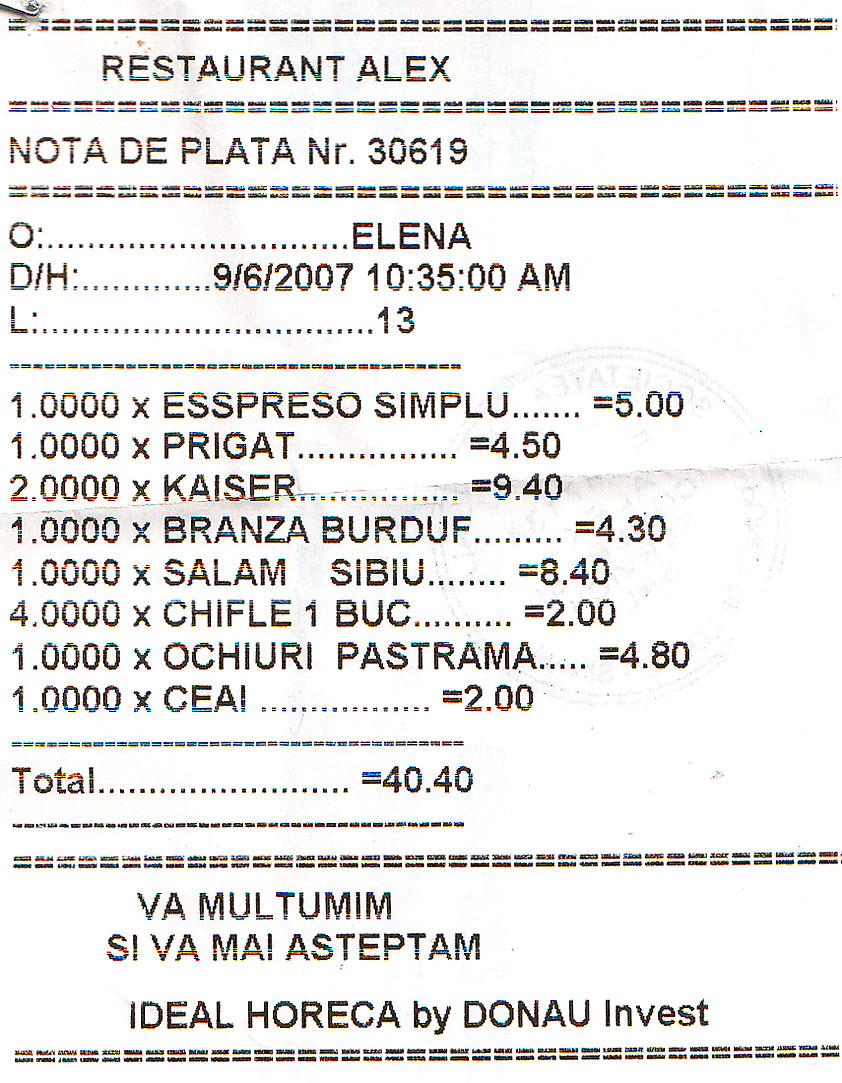 RESTAURANT ALEX
NOTA DE PLATA Nr. 30619
O:................................ELENA
D/H:.............9/6/2007 10:35:00 AM
L:...................................13
1.0000 x ESSPRESO SIMPLU....... =5.00
1.0000 x PRIGAT................. =4.50
2.0000 x KAISER................. =9.40
1.0000 x BRANZA BURDUF......... =4.30
1.0000 x SALAM SIBIU........ =8.40
4.0000 x CHIFLE 1 BUC.......... =2.00
1.0000 x OCHIURI PASTRAMA..... =4.80
1.0000 x CEAI .................. =2.00
Total........................... =40.40
VA MULTUMIM
SI VA MAI ASTEPTAM
IDEAL HORECA by DONAU Invest